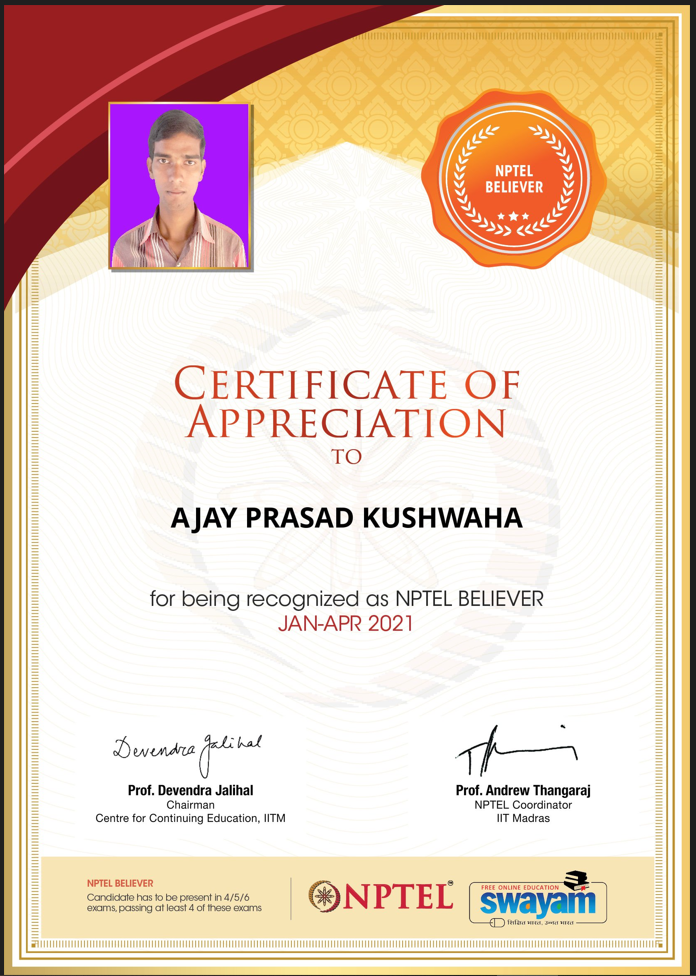 NPTEL
BELIEVER
CERTIFICATE OF
APPRECIATION
TO
AJAY PRASAD KUSHWAHA
for being recognized as NPTEL BELIEVER
JAN-APR 2021
Devendra Jalihal
Prof. Devendra Jalihal
Chairman
Centre for Continuing Education, IITM
Prof. Andrew Thangaraj
NPTEL Coordinator
IIT Madras
NPTEL BELIEVER
Candidate has to be present in 4/5/6
exams, passing at least 4 of these exams
NPTEL
FREE ONLINE EDUCATION
swayam
शिक्षित भारत, उन्नत भारत